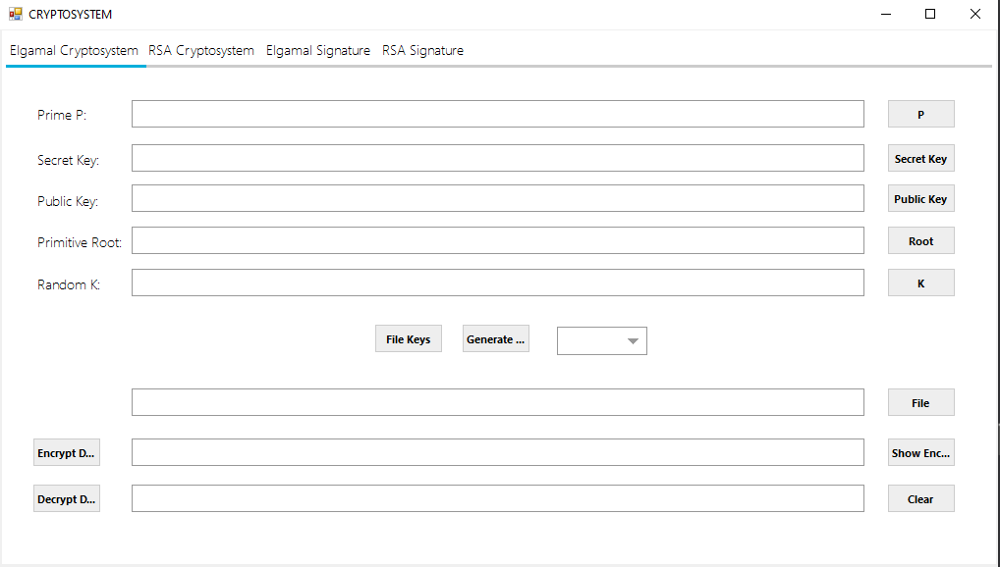 CRYPTOSYSTEM
Elgamal Cryptosystem RSA Cryptosystem Elgamal Signature RSA Signature
Prime P: P
Secret Key: Secret Key
Public Key: Public Key
Primitive Root: Root
Random K: K
File Keys Generate ...
File
Encrypt D... Show Enc...
Decrypt D... Clear